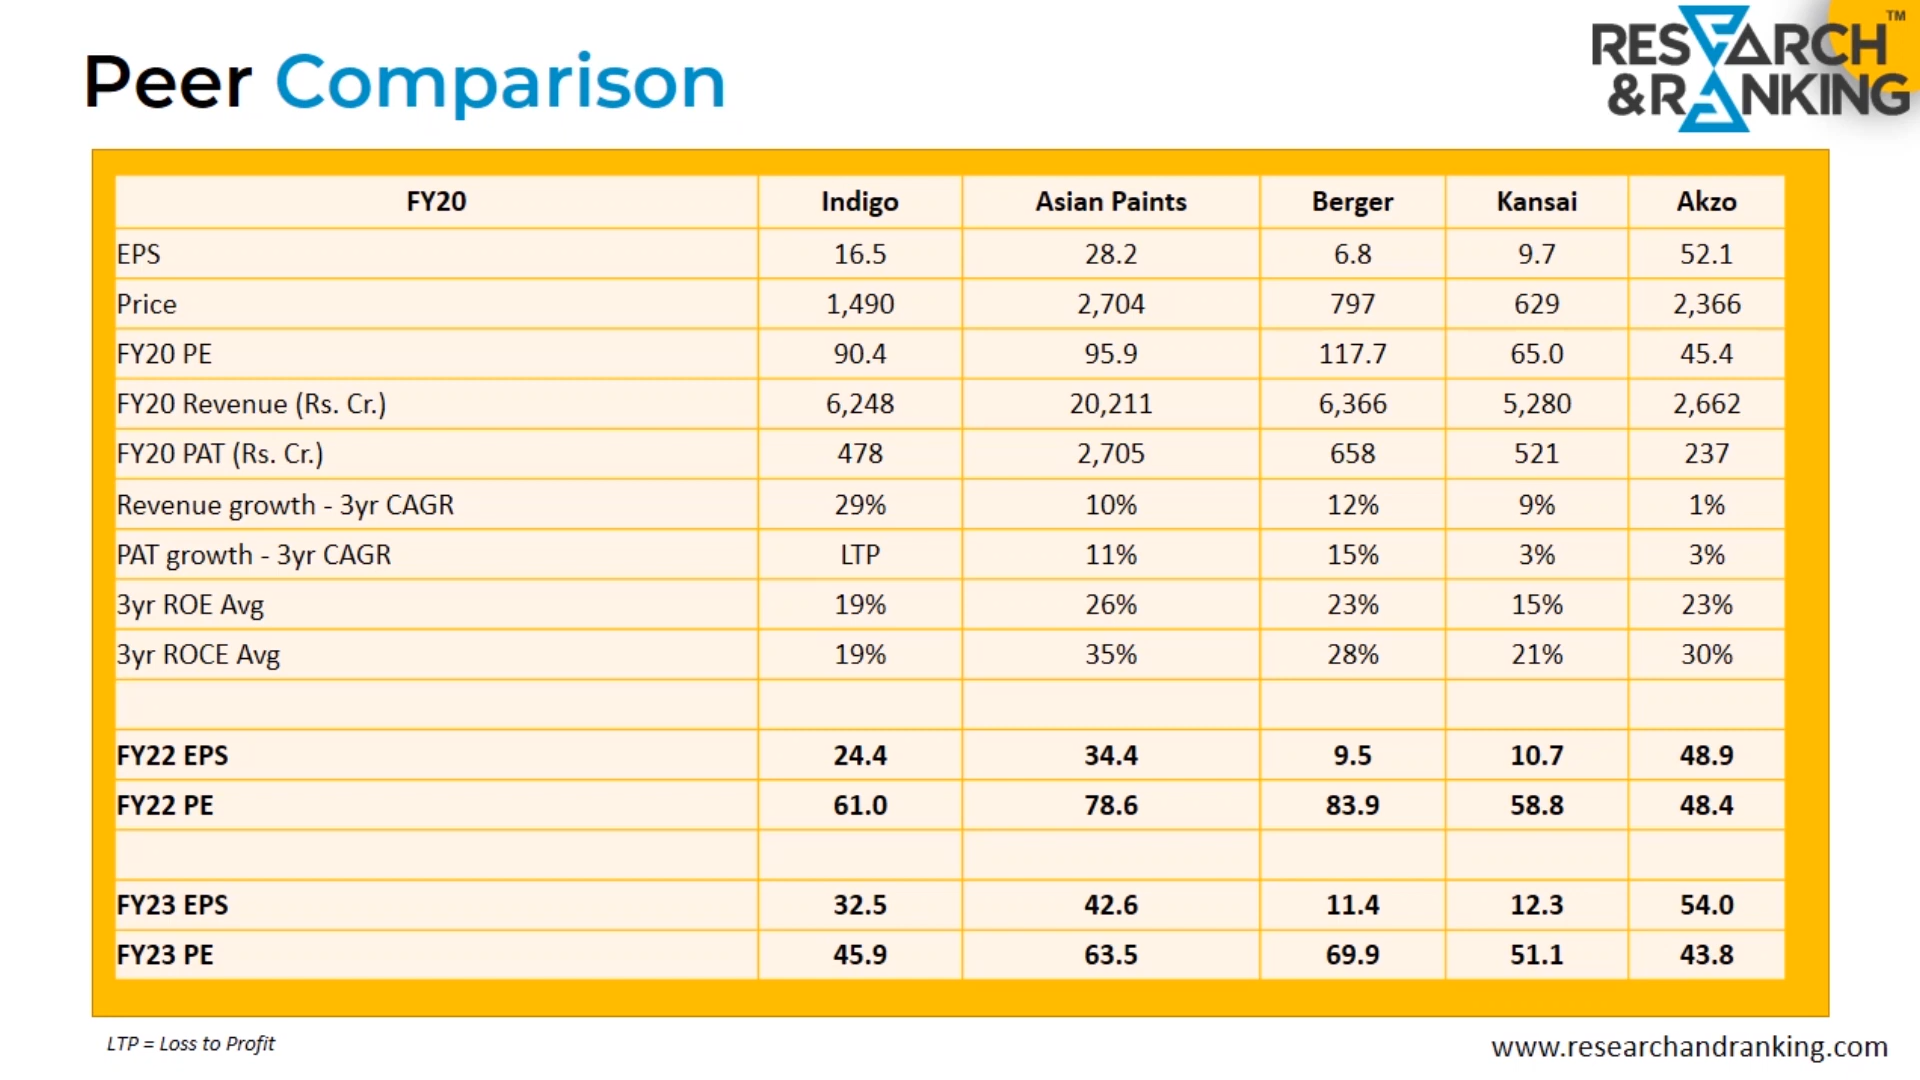 Peer Comparison
RESEARCH TM
&RANKING
FY20 Indigo Asian Paints Berger Kansai Akzo
EPS 16.5 28.2 6.8 9.7 52.1
Price 1,490 2,704 797 629 2,366
FY20 PE 90.4 95.9 117.7 65.0 45.4
FY20 Revenue (Rs. Cr.) 6,248 20,211 6,366 5,280 2,662
FY20 PAT (Rs. Cr.) 478 2,705 658 521 237
Revenue growth - 3yr CAGR 29% 10% 12% 9% 1%
PAT growth - 3yr CAGR LTP 11% 15% 3% 3%
3yr ROE Avg 19% 26% 23% 15% 23%
3yr ROCE Avg 19% 35% 28% 21% 30%
FY22 EPS 24.4 34.4 9.5 10.7 48.9
FY22 PE 61.0 78.6 83.9 58.8 48.4
FY23 EPS 32.5 42.6 11.4 12.3 54.0
FY23 PE 45.9 63.5 69.9 51.1 43.8
LTP = Loss to Profit
www.researchandranking.com